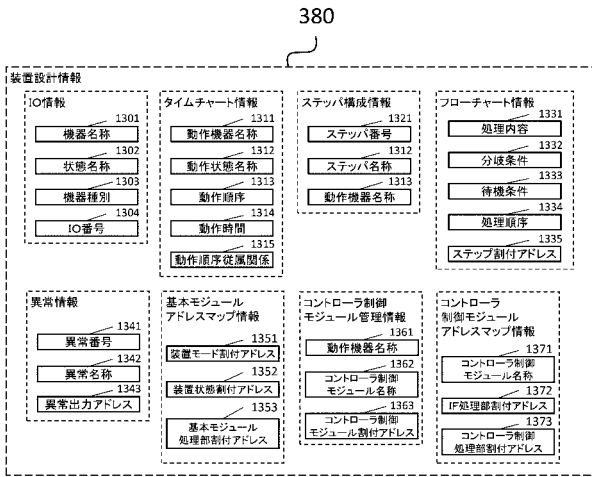 380
装置設計情報
IO情報
1301
機器名称
1302
状態名称
1303
機器種別
1304
IO番号
タイムチャート情報
1311
動作機器名称
1312
動作状態名称
1313
動作順序
1314
動作時間
1315
動作順序従属関係
ステッパ構成情報
1321
ステッパ番号
1312
ステッパ名称
1313
動作機器名称
フローチャート情報
1331
処理内容
1332
分岐条件
1333
待機条件
1334
処理順序
1335
ステップ割付アドレス
異常情報
1341
異常番号
1342
異常名称
1343
異常出力アドレス
基本モジュール
アドレスマップ情報
1351
装置モード割付アドレス
1352
装置状態割付アドレス
1353
基本モジュール
処理部割付アドレス
コントローラ制御
モジュール管理情報
1361
動作機器名称
1362
コントローラ制御
モジュール名称
1363
コントローラ制御
モジュール割付アドレス
コントローラ
制御モジュール
アドレスマップ情報
1371
コントローラ制御
モジュール名称
1372
IF処理部割付アドレス
1373
コントローラ制御
処理部割付アドレス